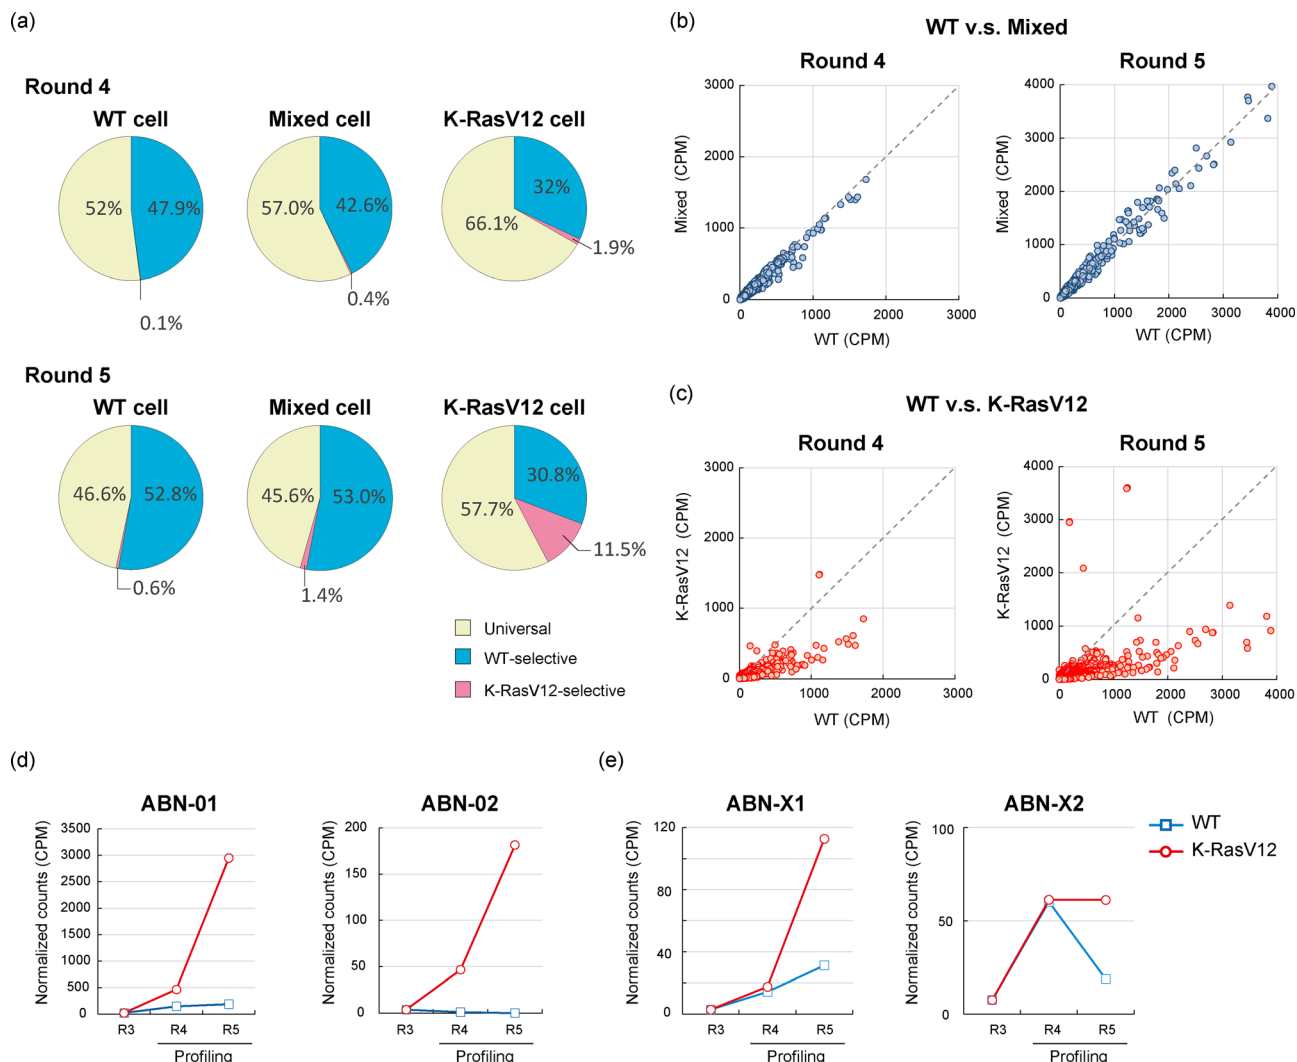 (a)
Round 4
WT cell
Mixed cell
K-RasV12 cell
52%
47.9%
57.0%
42.6%
32%
66.1%
1.9%
0.4%
0.1%
Round 5
WT cell
Mixed cell
K-RasV12 cell
46.6%
52.8%
45.6%
53.0%
30.8%
57.7%
11.5%
0.6%
1.4%
Universal
WT-selective
K-RasV12-selective
(b)
WT v.s. Mixed
Round 4
3000
2000
1000
0
Mixed (CPM)
0 1000 2000 3000
WT (CPM)
Round 5
4000
3000
2000
1000
0
Mixed (CPM)
0 1000 2000 3000 4000
WT (CPM)
(c)
WT v.s. K-RasV12
Round 4
3000
2000
1000
0
K-RasV12 (CPM)
0 1000 2000 3000
WT (CPM)
Round 5
4000
3000
2000
1000
0
K-RasV12 (CPM)
0 1000 2000 3000 4000
WT (CPM)
(d)
ABN-01
3500
3000
2500
2000
1500
1000
500
0
Normalized counts (CPM)
R3 R4 R5
Profiling
ABN-02
200
150
100
50
0
Normalized counts (CPM)
R3 R4 R5
Profiling
(e)
ABN-X1
120
80
40
0
Normalized counts (CPM)
R3 R4 R5
Profiling
ABN-X2
100
50
0
Normalized counts (CPM)
R3 R4 R5
Profiling
WT
K-RasV12